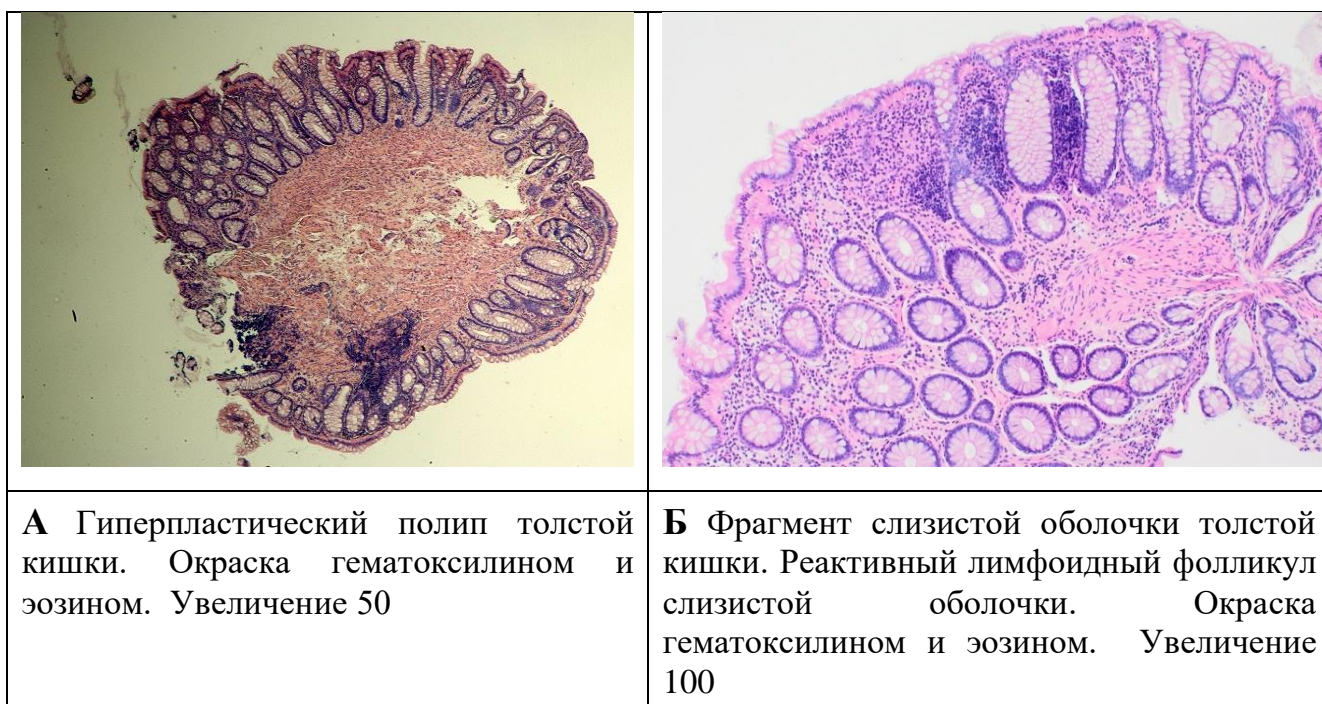 А Гиперпластический полип толстой
кишки. Окраска гематоксилином и
эозином. Увеличение 50
Б Фрагмент слизистой оболочки толстой
кишки. Реактивный лимфоидный фолликул
слизистой оболочки. Окраска
гематоксилином и эозином. Увеличение
100